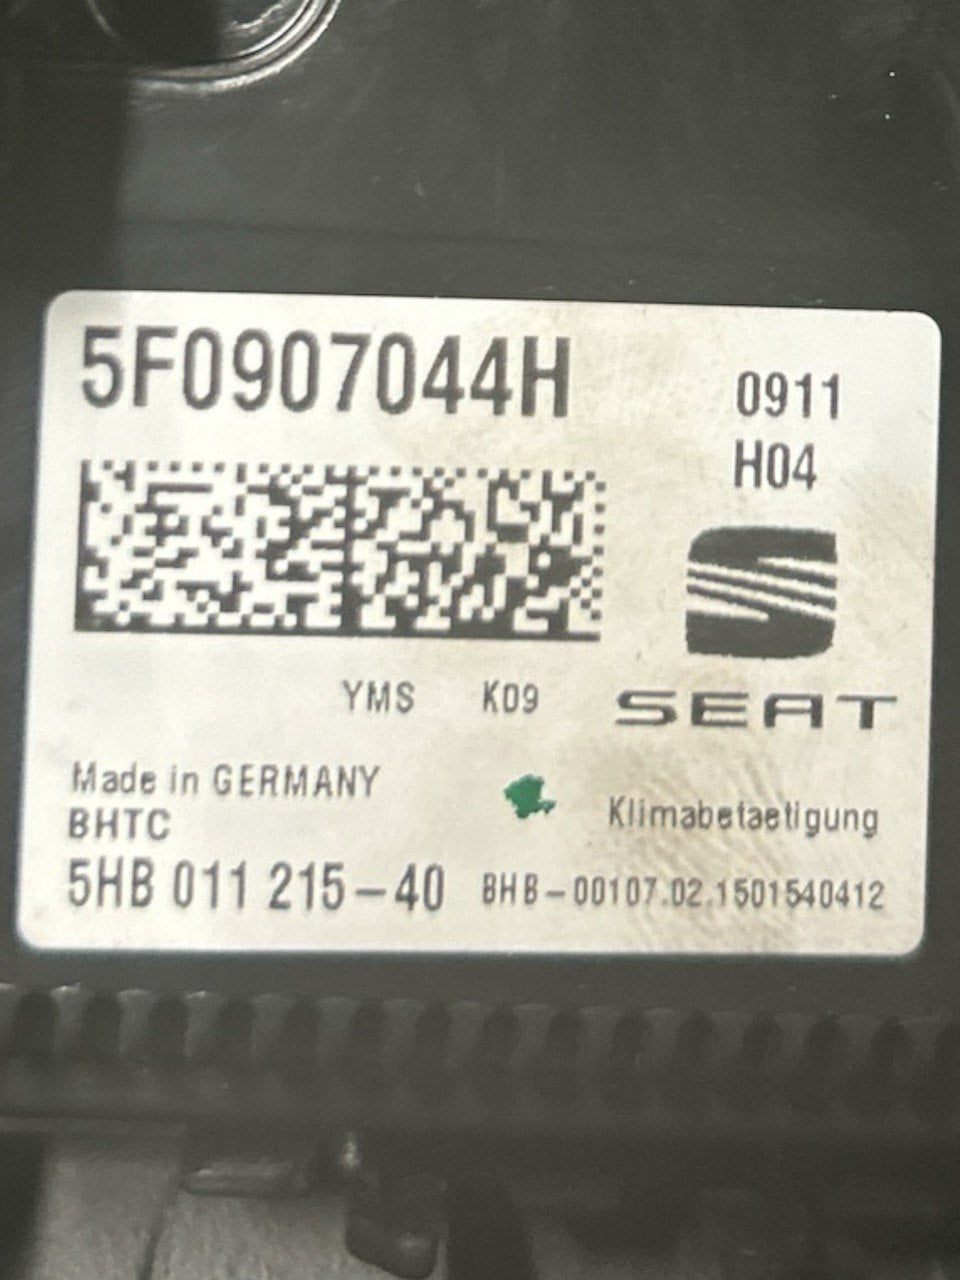 5F0907044H
0911
H04
YMS K09
SEAT
Made in GERMANY
BHTC
Klimabetaetigung
5HB 011 215-40 BHB-00107.02.1501540412